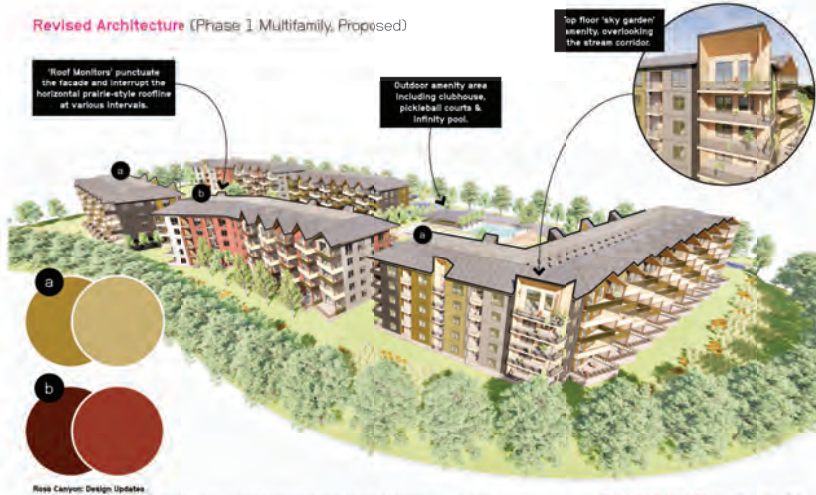 Revised Architecture (Phase 1 Multifamily, Proposed)
'Roof Monitors' punctuate
the facade and interrupt the
horizontal prairie-style roofline
at various intervals.
Outdoor amenity area
including clubhouse,
pickleball courts &
infinity pool.
Top floor 'sky garden'
amenity, overlooking
the stream corridor.
a
b
a
a
b
Ross Canyon: Design Updates